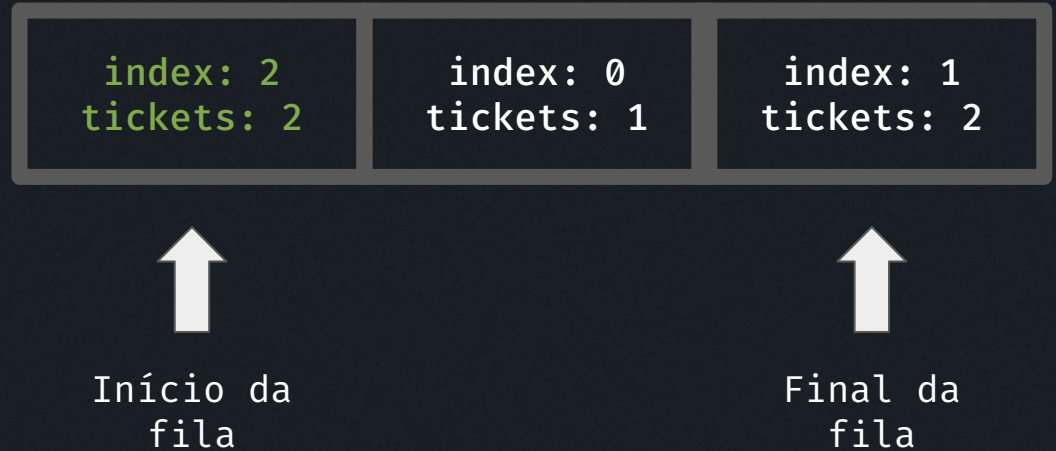 index: 2
tickets: 2
index: 0
tickets: 1
index: 1
tickets: 2
Início da
fila
Final da
fila